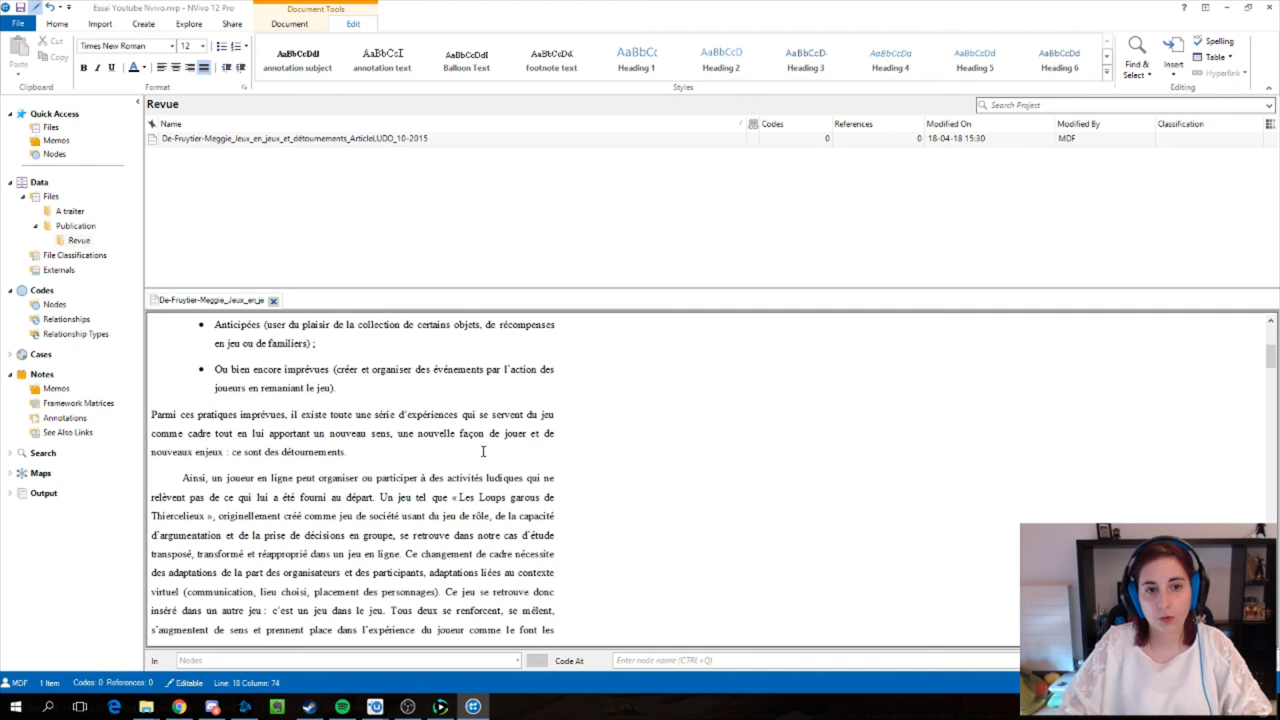 Essai Youtube Nvivo.nvp - NVivo 12 Pro
Document Tools
File Home Import Create Explore Share Document Edit
Paste Cut Copy
Clipboard
Times New Roman 12
B I U A
Format
AaBbCcDdI annotation subject
AaBbCcI annotation text
AaBbCcDdI Balloon Text
AaBbCcDc footnote text
AaBbCc Heading 1
AaBbCcD Heading 2
AaBbCcD Heading 3
AaBbCcDd Heading 4
AaBbCcDd Heading 5
AaBbCcDd Heading 6
Styles
Find & Select Insert Spelling Table Hyperlink
Editing
Quick Access
Files
Memos
Nodes
Data
Files
A traiter
Publication
Revue
File Classifications
Externals
Codes
Nodes
Relationships
Relationship Types
Cases
Notes
Memos
Framework Matrices
Annotations
See Also Links
Search
Maps
Output
Revue
Search Project
Name Codes References Modified On Modified By Classification
De-Fruytier-Meggie_Jeux_en_jeux_et_détournements_ArticleLUDO_10-2015 0 0 18-04-18 15:30 MDF
De-Fruytier-Meggie_Jeux_en_je
• Anticipées (user du plaisir de la collection de certains objets, de récompenses
en jeu ou de familiers) ;
• Ou bien encore imprévues (créer et organiser des événements par l'action des
joueurs en remaniant le jeu).
Parmi ces pratiques imprévues, il existe toute une série d'expériences qui se servent du jeu
comme cadre tout en lui apportant un nouveau sens, une nouvelle façon de jouer et de
nouveaux enjeux : ce sont des détournements.
Ainsi, un joueur en ligne peut organiser ou participer à des activités ludiques qui ne
relèvent pas de ce qui lui a été fourni au départ. Un jeu tel que « Les Loups garous de
Thiercelieux », originellement créé comme jeu de société usant du jeu de rôle, de la capacité
d'argumentation et de la prise de décisions en groupe, se retrouve dans notre cas d'étude
transposé, transformé et réapproprié dans un jeu en ligne. Ce changement de cadre nécessite
des adaptations de la part des organisateurs et des participants, adaptations liées au contexte
virtuel (communication, lieu choisi, placement des personnages). Ce jeu se retrouve donc
inséré dans un autre jeu : c'est un jeu dans le jeu. Tous deux se renforcent, se mêlent,
s'augmentent de sens et prennent place dans l'expérience du joueur comme le font les
In Nodes ... Code At Enter node name (CTRL+Q)
MDF 1 Item Codes: 0 References: 0 Editable Line: 18 Column: 74